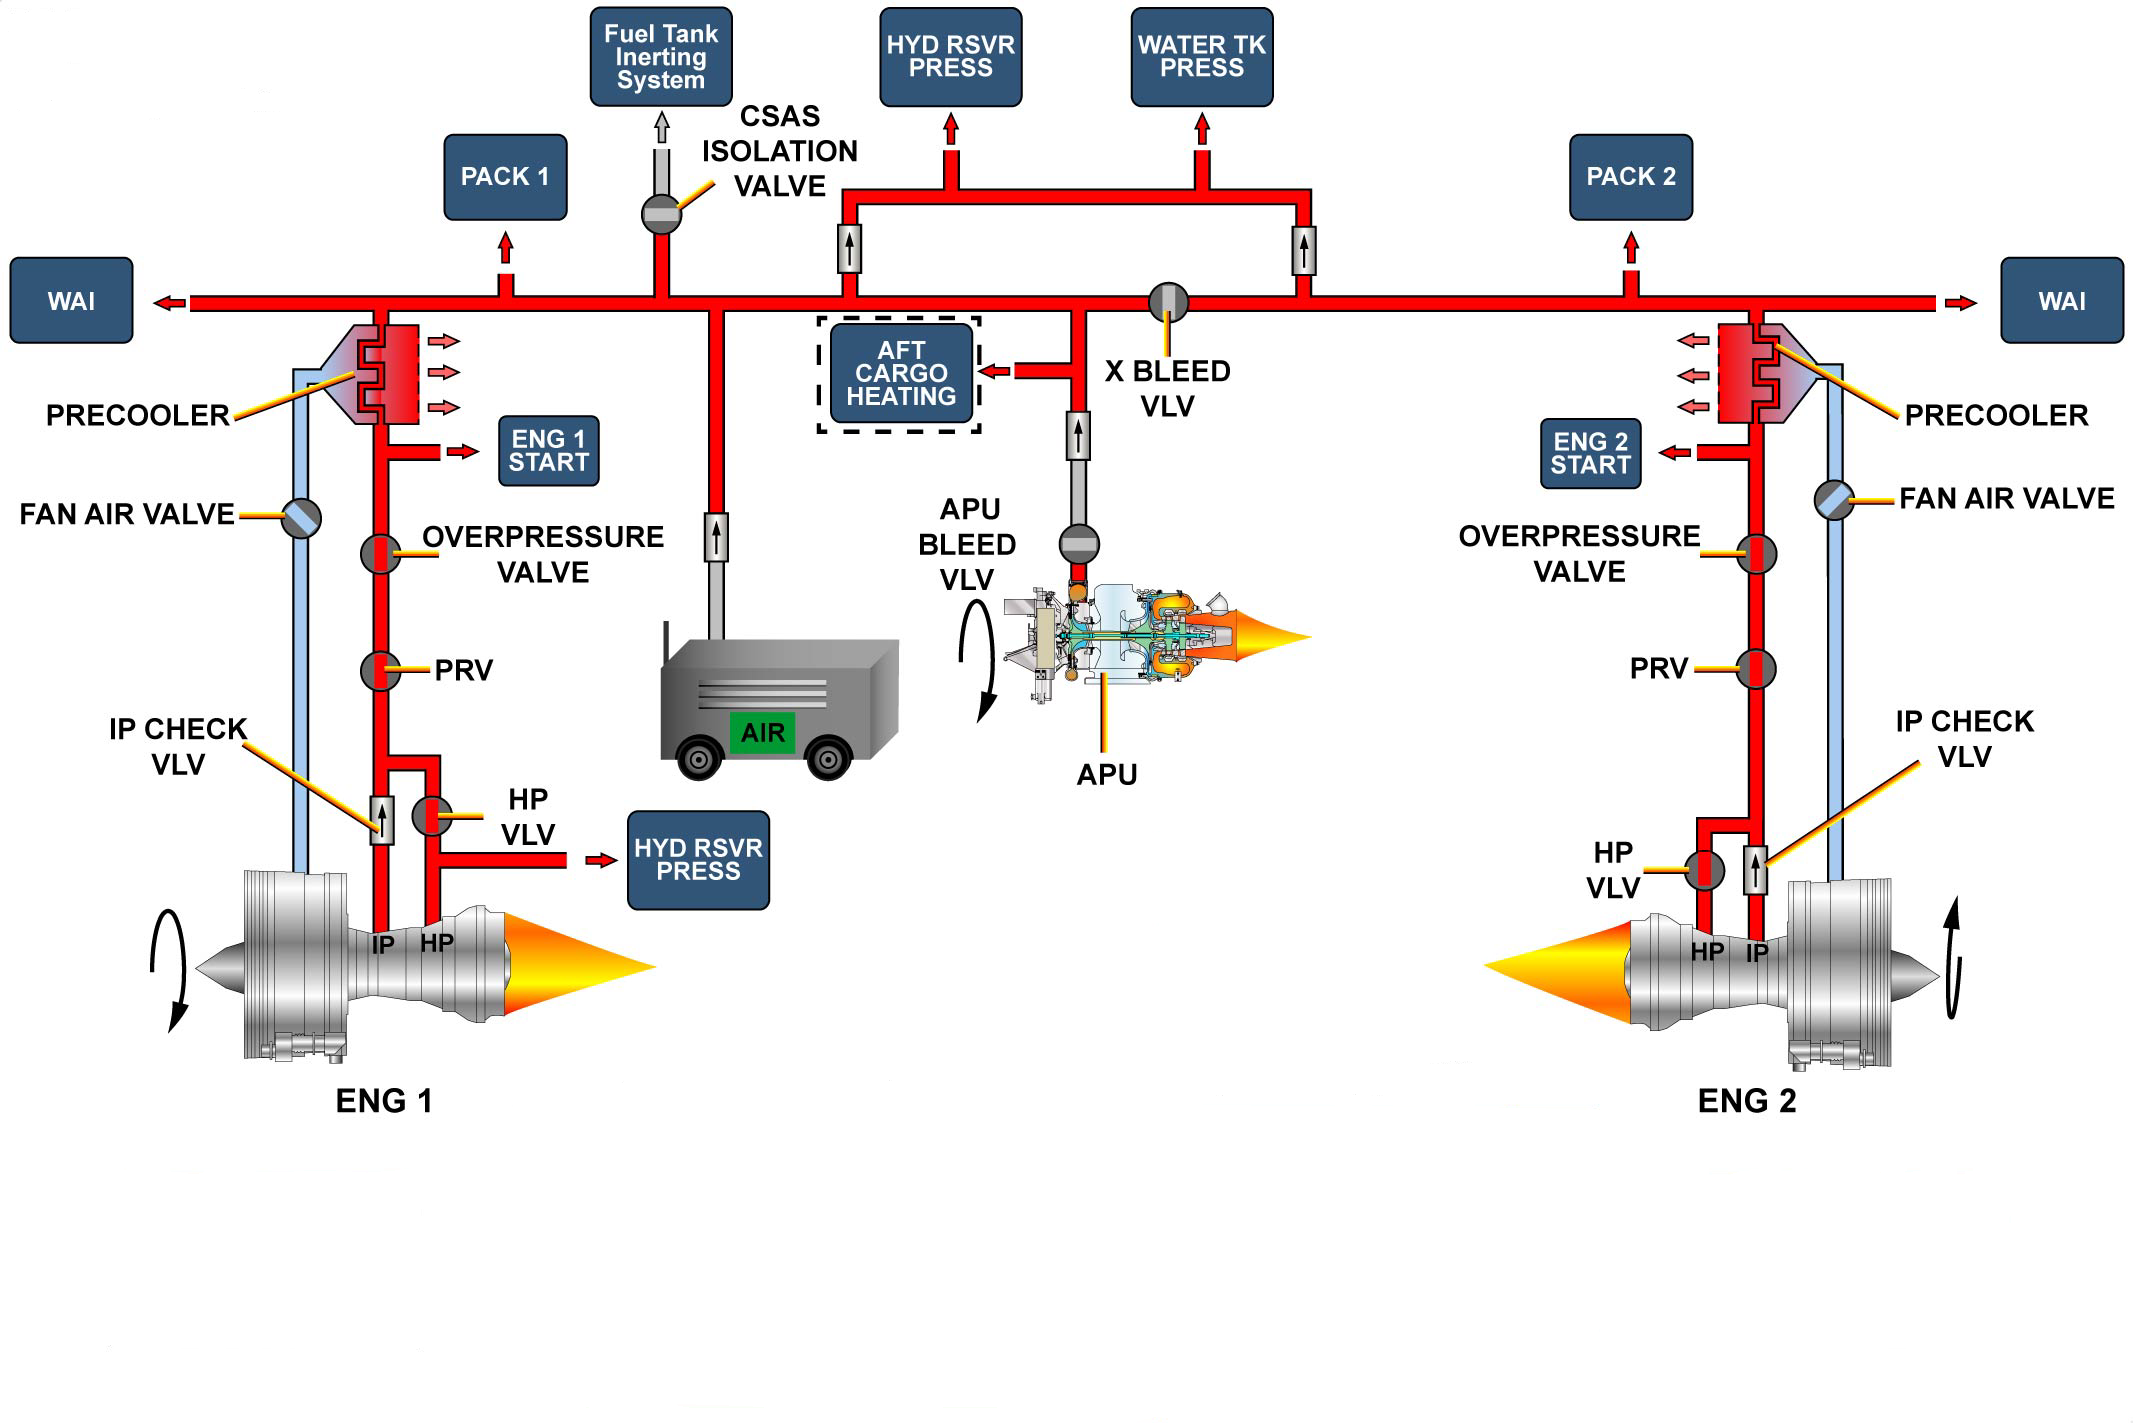 Fuel Tank
Inerting
System
HYD RSVR
PRESS
WATER TK
PRESS
CSAS
ISOLATION
VALVE
PACK 1
PACK 2
WAI
WAI
AFT
CARGO
HEATING
X BLEED
VLV
PRECOOLER
PRECOOLER
ENG 1
START
ENG 2
START
FAN AIR VALVE
FAN AIR VALVE
OVERPRESSURE
VALVE
APU
BLEED
VLV
OVERPRESSURE
VALVE
PRV
PRV
IP CHECK
VLV
AIR
APU
IP CHECK
VLV
HP
VLV
HYD RSVR
PRESS
HP
VLV
IP
HP
HP
IP
ENG 1
ENG 2